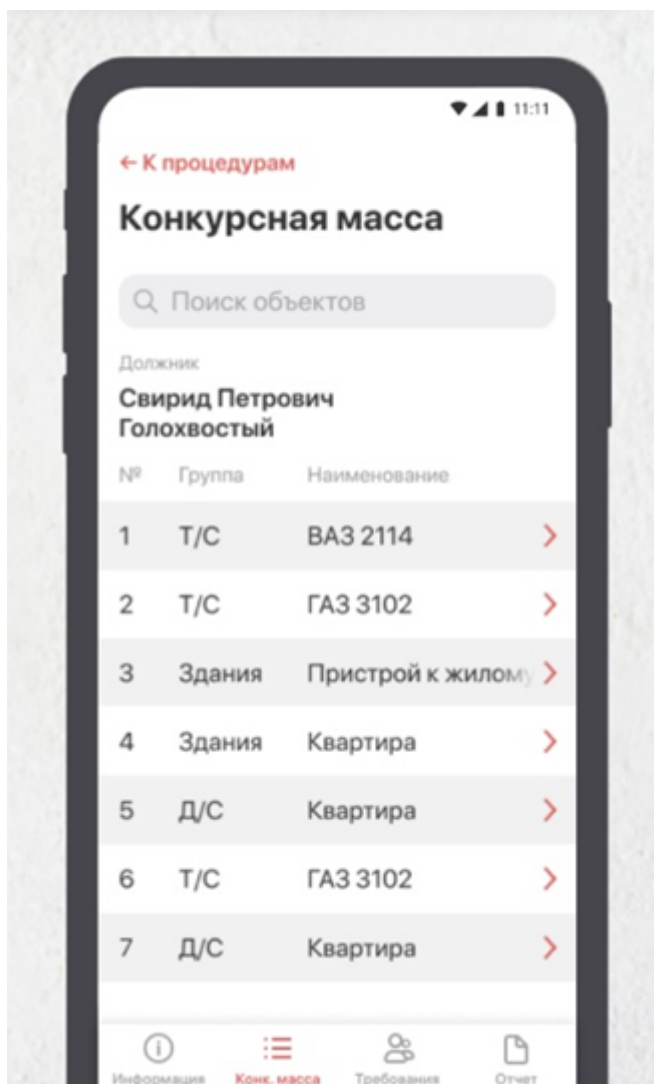 11:11
← К процедурам
Конкурсная масса
Поиск объектов
Должник
Свирид Петрович
Голохвостый
№ Группа Наименование
1 Т/С ВАЗ 2114
2 Т/С ГАЗ 3102
3 Здания Пристрой к жилому
4 Здания Квартира
5 Д/С Квартира
6 Т/С ГАЗ 3102
7 Д/С Квартира
Информация Конк. масса Требования Отчет